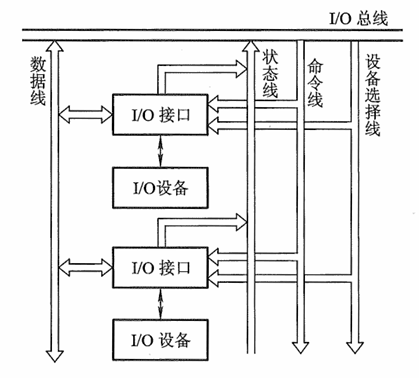 I/O 总线
数据线
状态线
命令线
设备选择线
I/O 接口
I/O设备
I/O 接口
I/O 设备